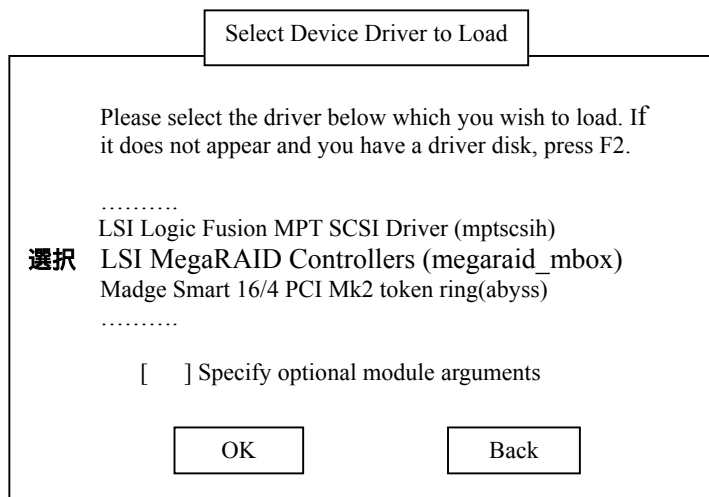 Select Device Driver to Load
Please select the driver below which you wish to load. If
it does not appear and you have a driver disk, press F2.
……….
LSI Logic Fusion MPT SCSI Driver (mptscsih)
選択 LSI MegaRAID Controllers (megaraid_mbox)
Madge Smart 16/4 PCI Mk2 token ring(abyss)
……….
[ ] Specify optional module arguments
OK Back